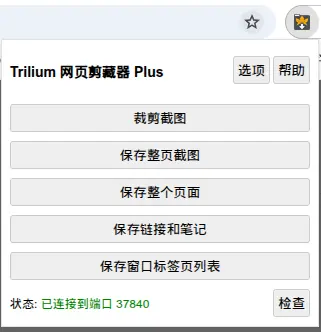 Trilium 网页剪藏器 Plus
选项
帮助
裁剪截图
保存整页截图
保存整个页面
保存链接和笔记
保存窗口标签页列表
状态: 已连接到端口 37840
检查